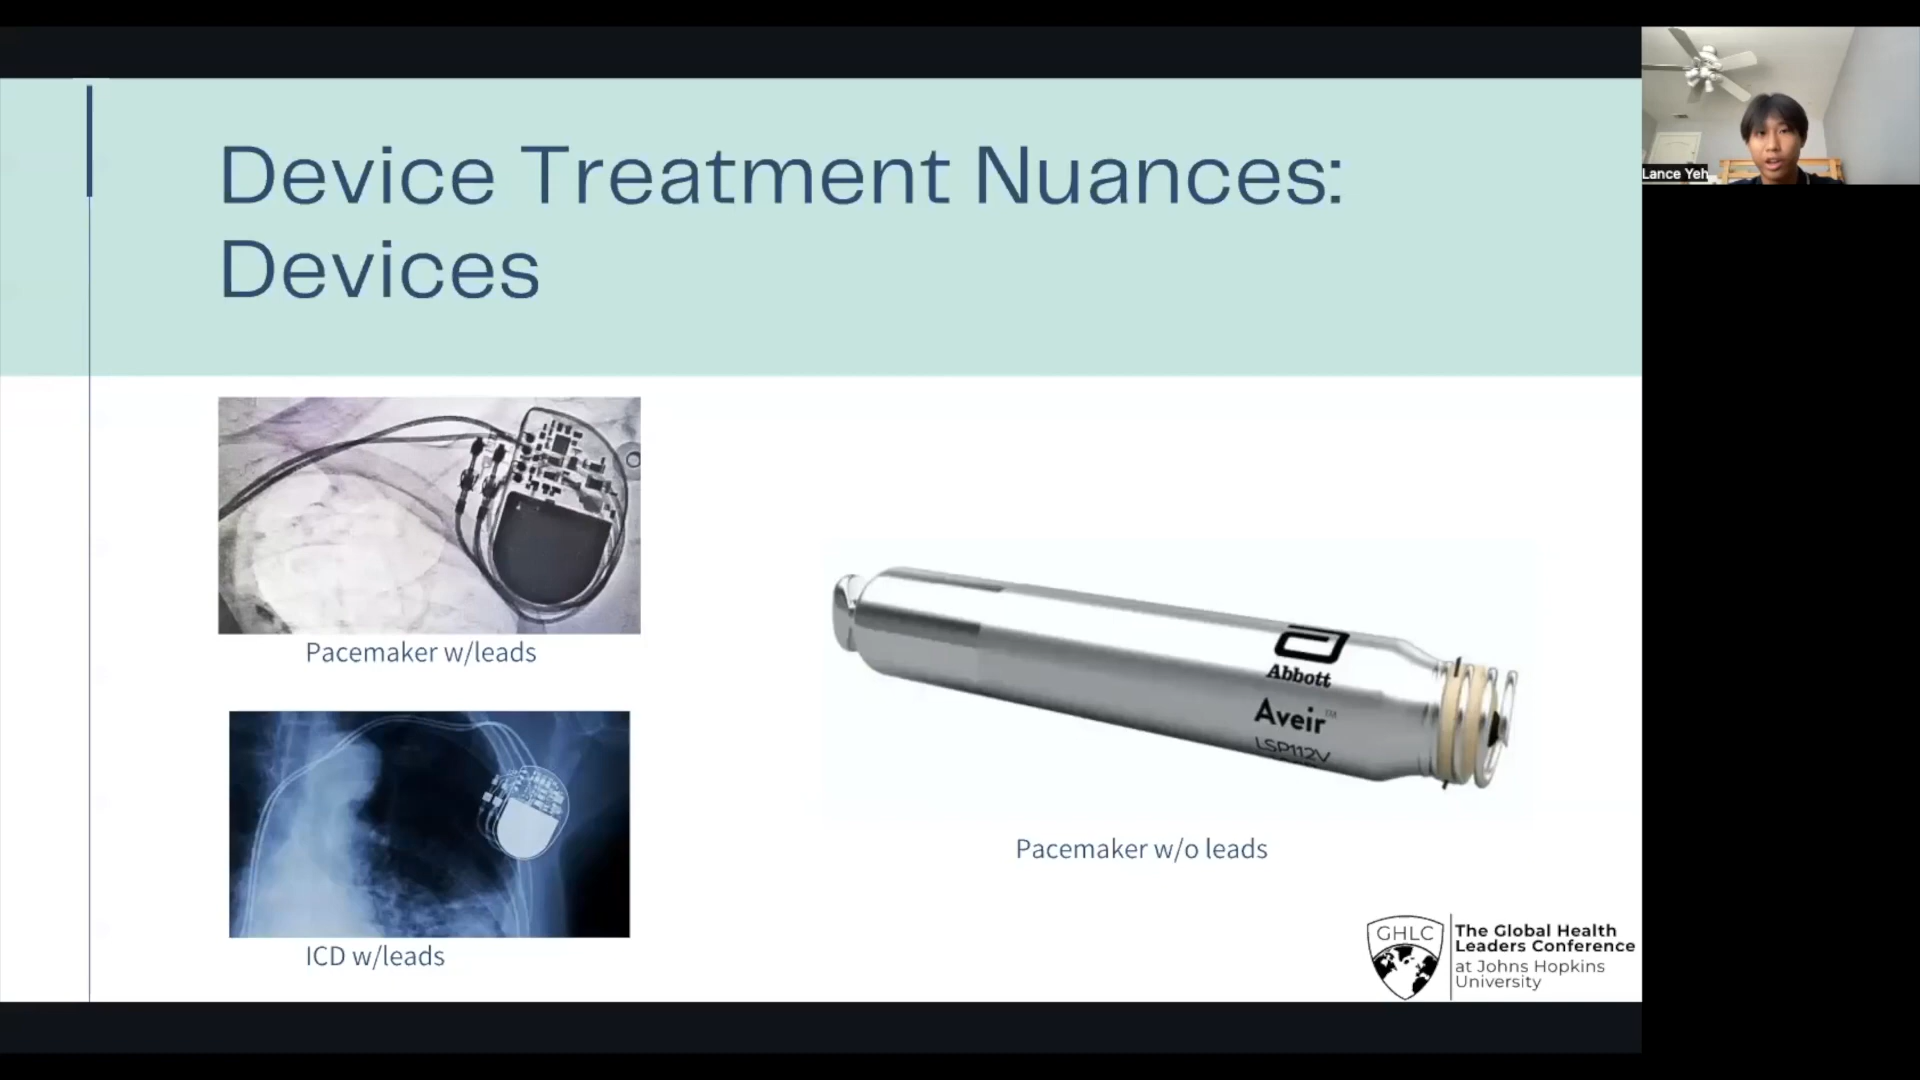 Device Treatment Nuances:
Devices
Lance Yeh
Pacemaker w/leads
Abbott
Aveir™
LSP112V
Pacemaker w/o leads
ICD w/leads
GHLC
The Global Health
Leaders Conference
at Johns Hopkins
University